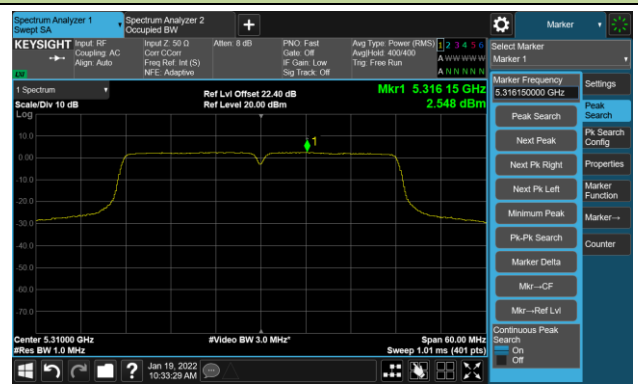 Spectrum Analyzer 1
Swept SA
Spectrum Analyzer 2
Occupied BW
+
Marker
KEYSIGHT
Input: RF
Coupling: AC
Align: Auto
Input Z: 50 Ω
Corr CCorr
Freq Ref: Int (S)
NFE: Adaptive
Atten: 8 dB
PNO: Fast
Gate: Off
IF Gain: Low
Sig Track: Off
Avg Type: Power (RMS)
Avg|Hold: 400/400
Trig: Free Run
1 2 3 4 5 6
A W W W W W
A N N N N N
LXI
Select Marker
Marker 1
1 Spectrum
Scale/Div 10 dB
Log
Ref Lvl Offset 22.40 dB
Ref Level 20.00 dBm
Mkr1 5.316 15 GHz
2.548 dBm
10.0
0.00
-10.0
-20.0
-30.0
-40.0
-50.0
-60.0
-70.0
1
Center 5.31000 GHz
#Res BW 1.0 MHz
#Video BW 3.0 MHz*
Span 60.00 MHz
Sweep 1.01 ms (401 pts)
Marker Frequency
5.316150000 GHz
Peak Search
Next Peak
Next Pk Right
Next Pk Left
Minimum Peak
Pk-Pk Search
Marker Delta
Mkr→CF
Mkr→Ref Lvl
Continuous Peak
Search
On
Off
Settings
Peak
Search
Pk Search
Config
Properties
Marker
Function
Marker→
Counter
?
Jan 19, 2022
10:33:29 AM